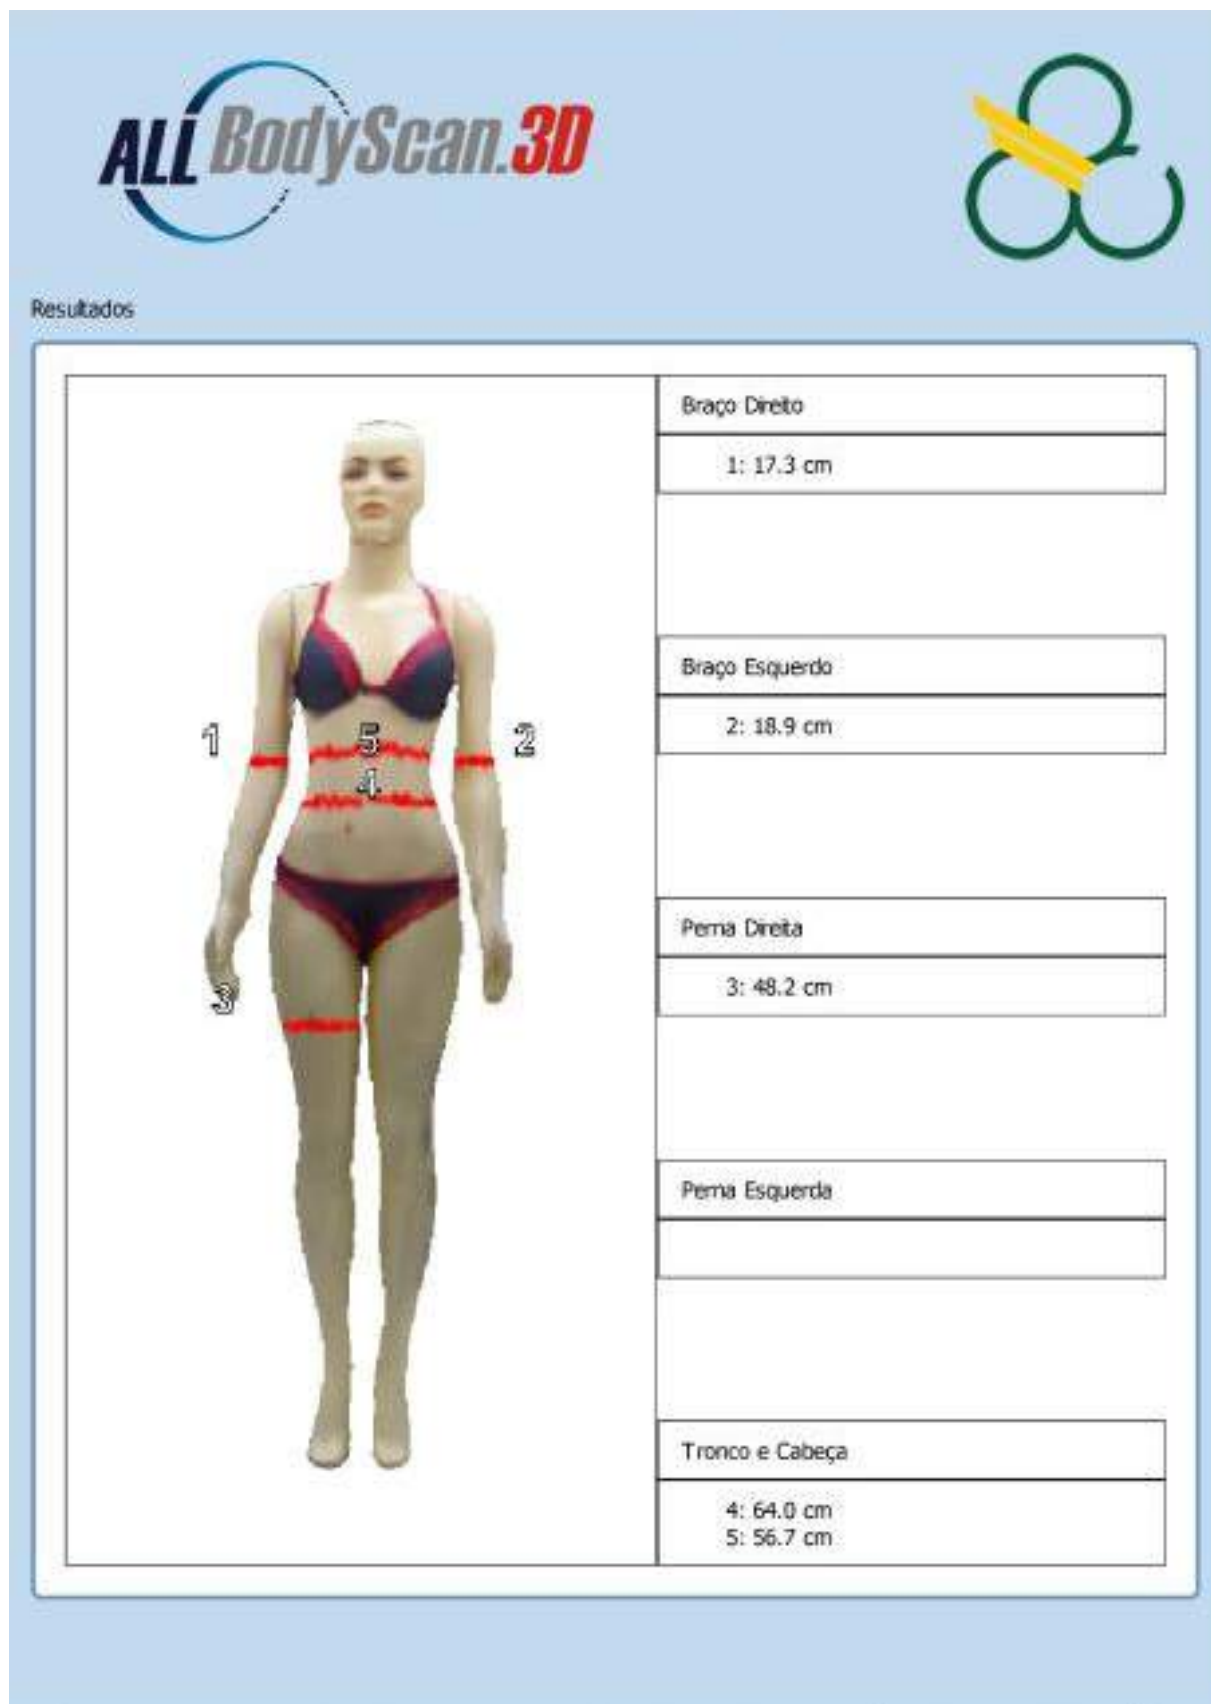 ALL BodyScan.3D
Resultados
Braço Direito
1: 17.3 cm
Braço Esquerdo
1
5
2
2: 18.9 cm
4
Perna Direita
3
3: 48.2 cm
Perna Esquerda
Tronco e Cabeça
4: 64.0 cm
5: 56.7 cm